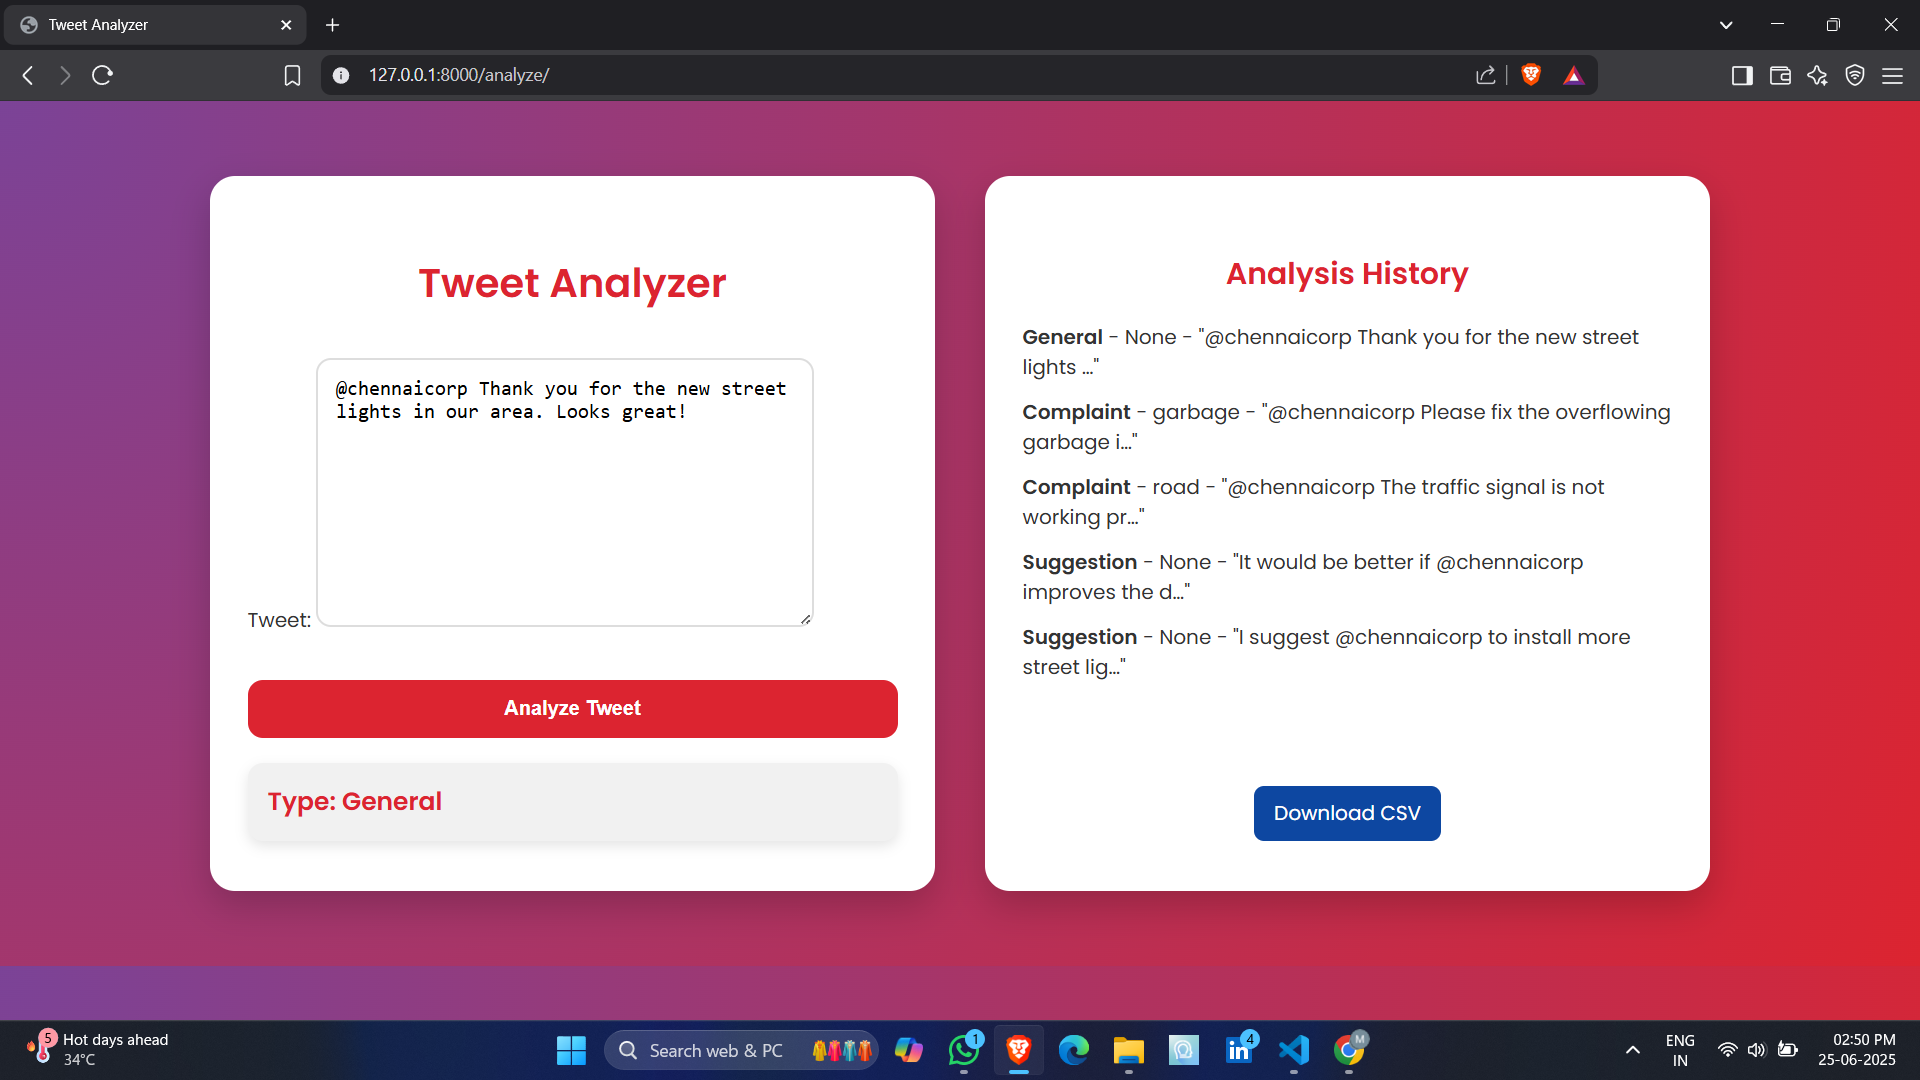 Tweet Analyzer
127.0.0.1:8000/analyze/
Tweet Analyzer
@chennaicorp Thank you for the new street
lights in our area. Looks great!
Tweet:
Analyze Tweet
Type: General
Analysis History
General - None - "@chennaicorp Thank you for the new street
lights ..."
Complaint - garbage - "@chennaicorp Please fix the overflowing
garbage i..."
Complaint - road - "@chennaicorp The traffic signal is not
working pr..."
Suggestion - None - "It would be better if @chennaicorp
improves the d..."
Suggestion - None - "I suggest @chennaicorp to install more
street lig..."
Download CSV
5
Hot days ahead
34°C
Search web & PC
1
in
4
M
ENG
IN
02:50 PM
25-06-2025